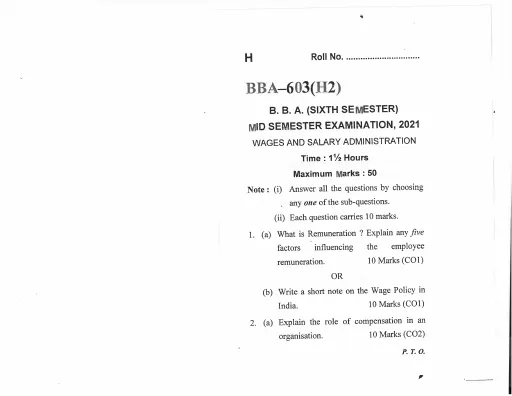 H Roll No. ...............................
BBA–603(H2)
B. B. A. (SIXTH SEMESTER)
MID SEMESTER EXAMINATION, 2021
WAGES AND SALARY ADMINISTRATION
Time : 1½ Hours
Maximum Marks : 50
Note : (i) Answer all the questions by choosing
any one of the sub-questions.
(ii) Each question carries 10 marks.
1. (a) What is Remuneration ? Explain any five
factors influencing the employee
remuneration. 10 Marks (CO1)
OR
(b) Write a short note on the Wage Policy in
India. 10 Marks (CO1)
2. (a) Explain the role of compensation in an
organisation. 10 Marks (CO2)
P. T. O.